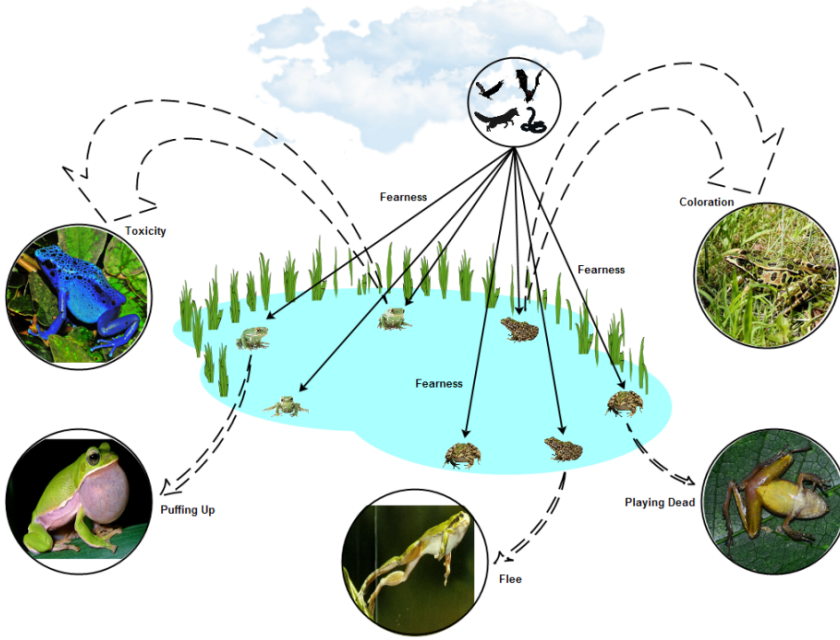 Fearness
Coloration
Toxicity
Fearness
Fearness
Puffing Up
Playing Dead
Flee